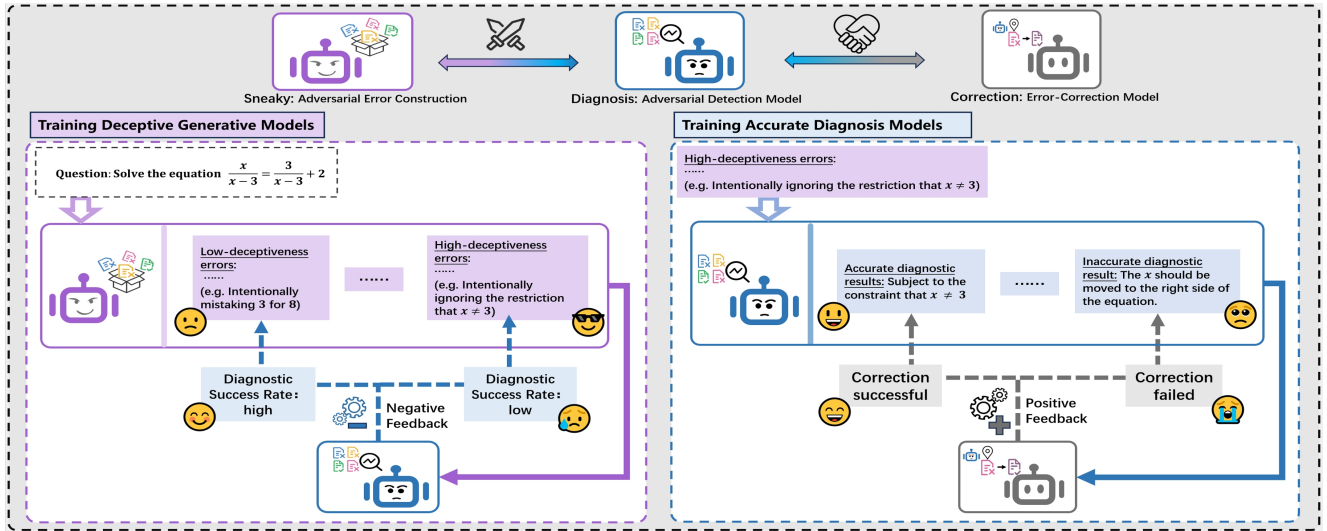 Sneaky: Adversarial Error Construction
Diagnosis: Adversarial Detection Model
Correction: Error-Correction Model
Training Deceptive Generative Models
Question: Solve the equation x/(x−3) = 3/(x−3) + 2
Low-deceptiveness
errors:
......
(e.g. Intentionally
mistaking 3 for 8)
......
High-deceptiveness
errors:
......
(e.g. Intentionally
ignoring the restriction
that x ≠ 3)
Diagnostic
Success Rate:
high
Negative
Feedback
Diagnostic
Success Rate:
low
Training Accurate Diagnosis Models
High-deceptiveness errors:
......
(e.g. Intentionally ignoring the restriction that x ≠ 3)
Accurate diagnostic
results: Subject to the
constraint that x ≠ 3
......
Inaccurate diagnostic
result: The x should be
moved to the right side of
the equation.
Correction
successful
Positive
Feedback
Correction
failed